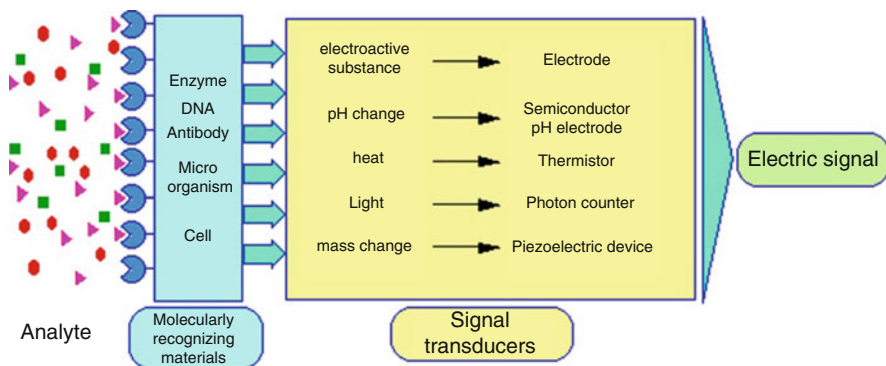 Enzyme
DNA
Antibody
Micro
organism
Cell
electroactive
substance
Electrode
pH change
Semiconductor
pH electrode
heat
Thermistor
Light
Photon counter
mass change
Piezoelectric device
Electric signal
Analyte
Molecularly
recognizing
materials
Signal
transducers